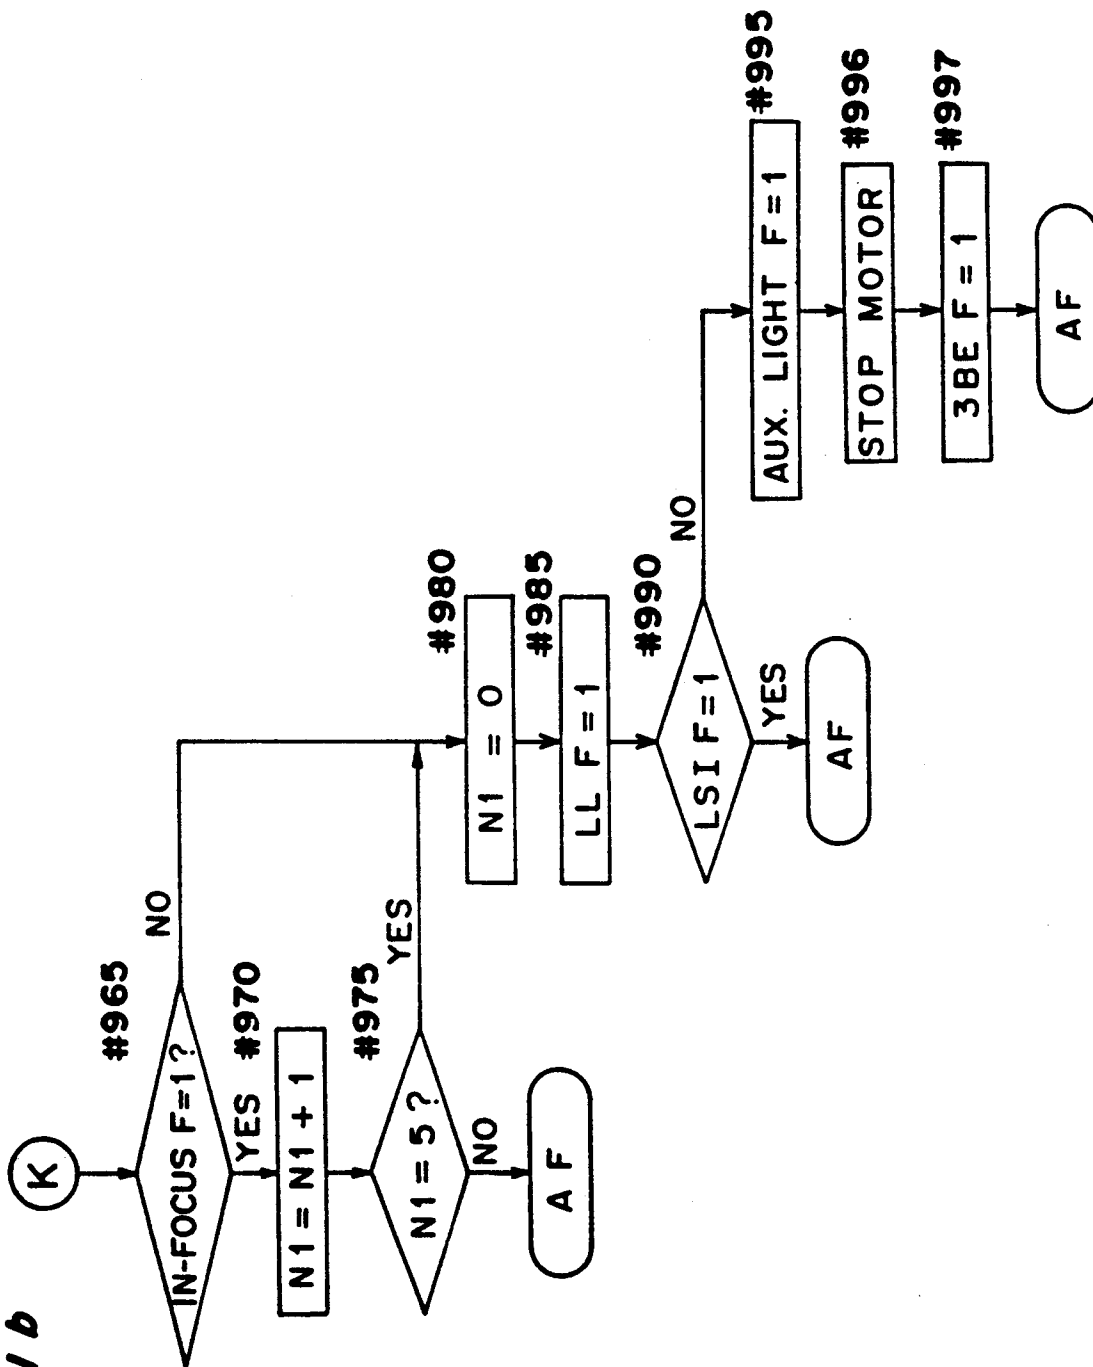 K
#965
IN-FOCUS F=1?
NO
YES
#970
N1 = N1 + 1
#975
N1 = 5 ?
YES
NO
AF
#980
N1 = 0
#985
LL F = 1
#990
LSI F = 1
NO
YES
AF
#995
AUX. LIGHT F = 1
#996
STOP MOTOR
#997
3BE F = 1
AF